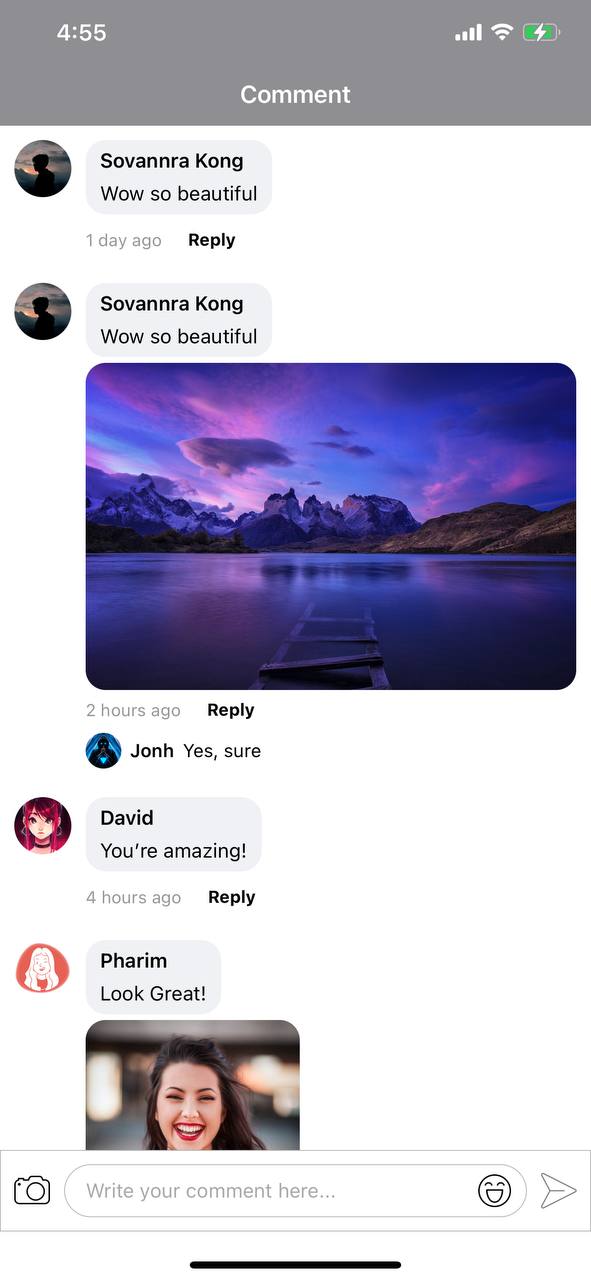 4:55
Comment
Sovannra Kong
Wow so beautiful
1 day ago Reply
Sovannra Kong
Wow so beautiful
2 hours ago Reply
Jonh Yes, sure
David
You’re amazing!
4 hours ago Reply
Pharim
Look Great!
Write your comment here...